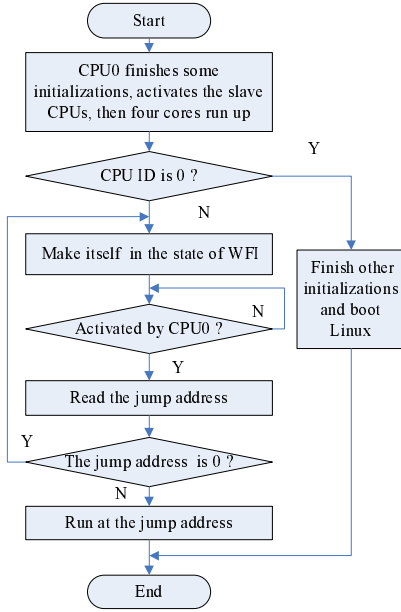 Start
CPU0 finishes some
initializations, activates the slave
CPUs, then four cores run up
Y
CPU ID is 0 ?
N
Make itself in the state of WFI
Finish other
initializations
and boot
Linux
N
Activated by CPU0 ?
Y
Read the jump address
Y
The jump address is 0 ?
N
Run at the jump address
End